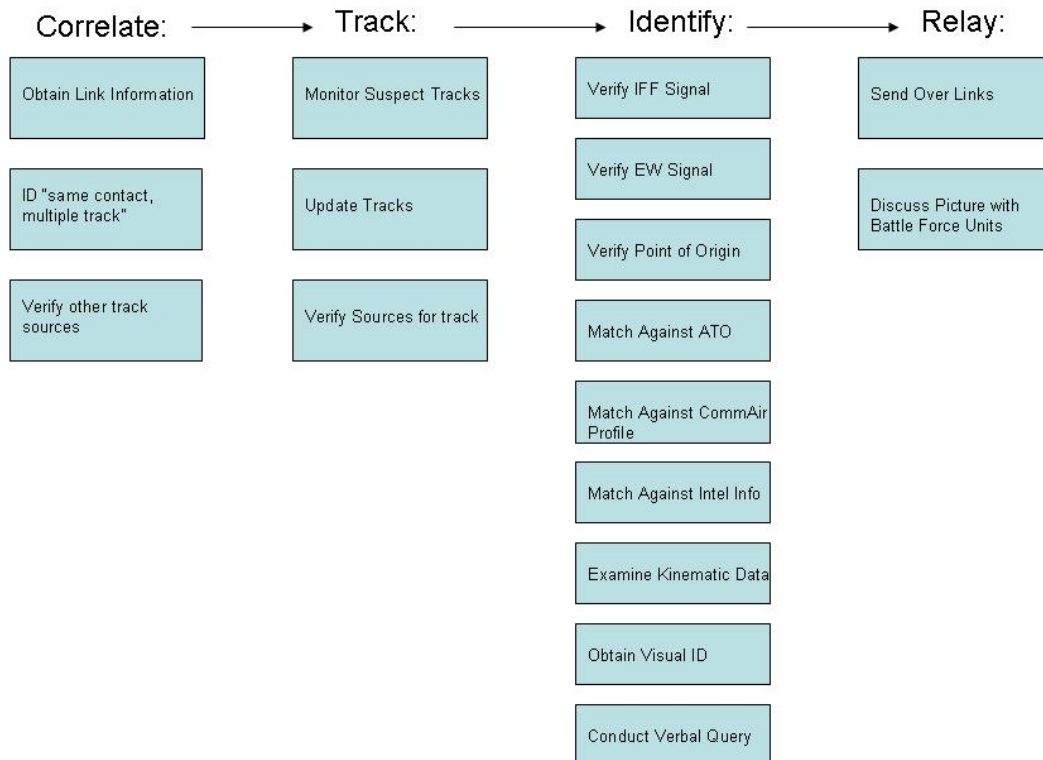 Correlate:
Track:
Identify:
Relay:
Obtain Link Information
ID "same contact,
multiple track"
Verify other track
sources
Monitor Suspect Tracks
Update Tracks
Verify Sources for track
Verify IFF Signal
Verify EW Signal
Verify Point of Origin
Match Against ATO
Match Against CommAir
Profile
Match Against Intel Info
Examine Kinematic Data
Obtain Visual ID
Conduct Verbal Query
Send Over Links
Discuss Picture with
Battle Force Units